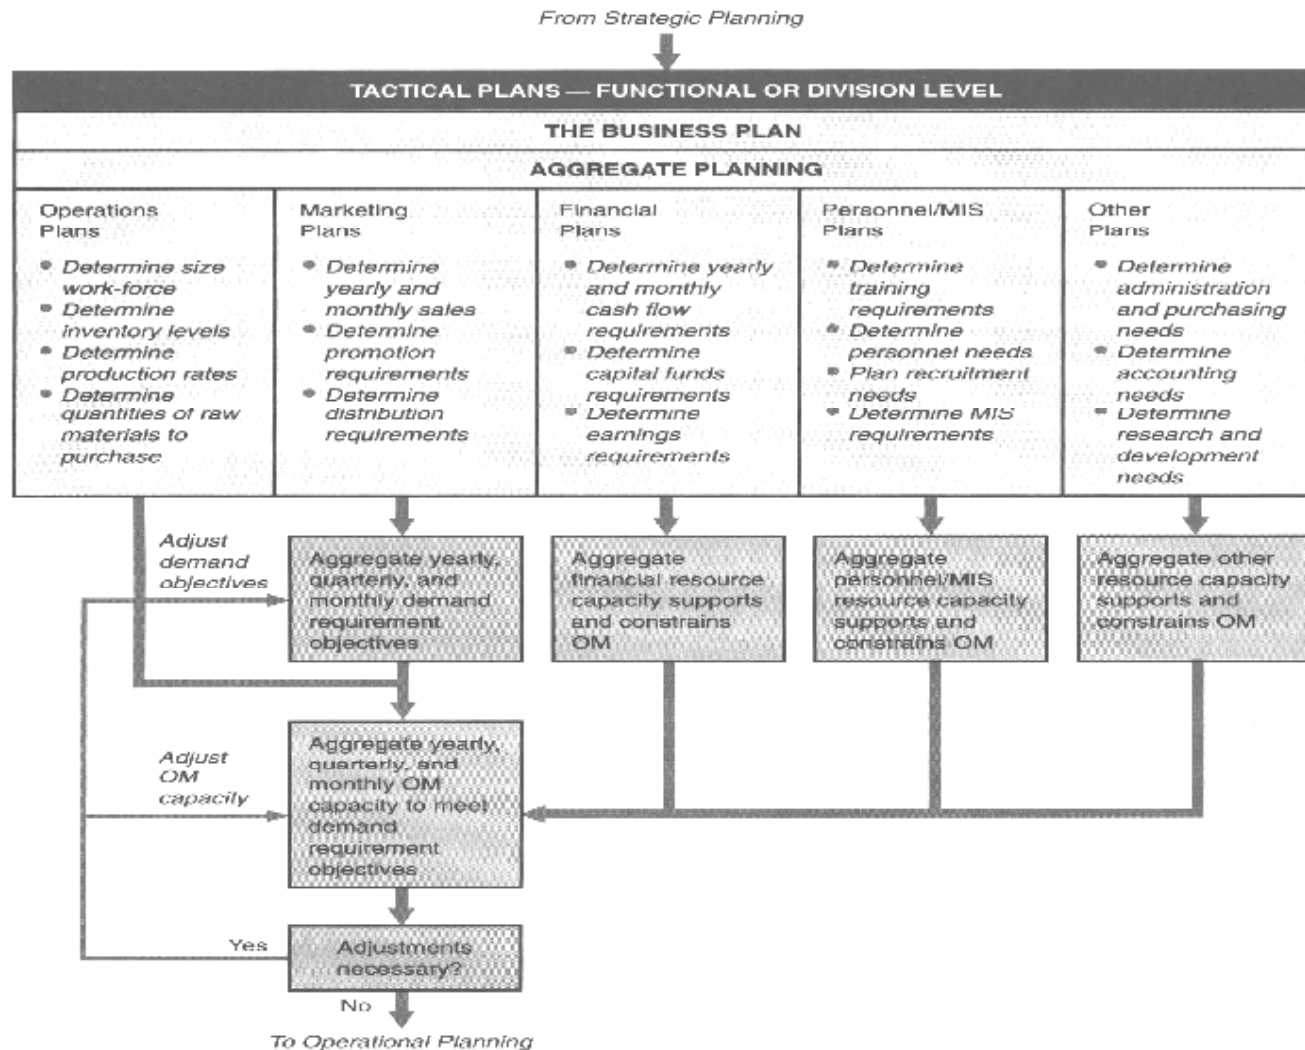 From Strategic Planning
TACTICAL PLANS — FUNCTIONAL OR DIVISION LEVEL
THE BUSINESS PLAN
AGGREGATE PLANNING
Operations
Plans
• Determine size
work-force
• Determine
inventory levels
• Determine
production rates
• Determine
quantities of raw
materials to
purchase
Marketing
Plans
• Determine
yearly and
monthly sales
• Determine
promotion
requirements
• Determine
distribution
requirements
Financial
Plans
• Determine yearly
and monthly
cash flow
requirements
• Determine
capital funds
requirements
• Determine
earnings
requirements
Personnel/MIS
Plans
• Determine
training
requirements
• Determine
personnel needs
• Plan recruitment
needs
• Determine MIS
requirements
Other
Plans
• Determine
administration
and purchasing
needs
• Determine
accounting
needs
• Determine
research and
development
needs
Adjust
demand
objectives
Aggregate yearly,
quarterly, and
monthly demand
requirement
objectives
Aggregate
financial resource
capacity supports
and constrains
OM
Aggregate
personnel/MIS
resource capacity
supports and
constrains OM
Aggregate other
resource capacity
supports and
constrains OM
Adjust
OM
capacity
Aggregate yearly,
quarterly, and
monthly OM
capacity to meet
demand
requirement
objectives
Yes
Adjustments
necessary?
No
To Operational Planning